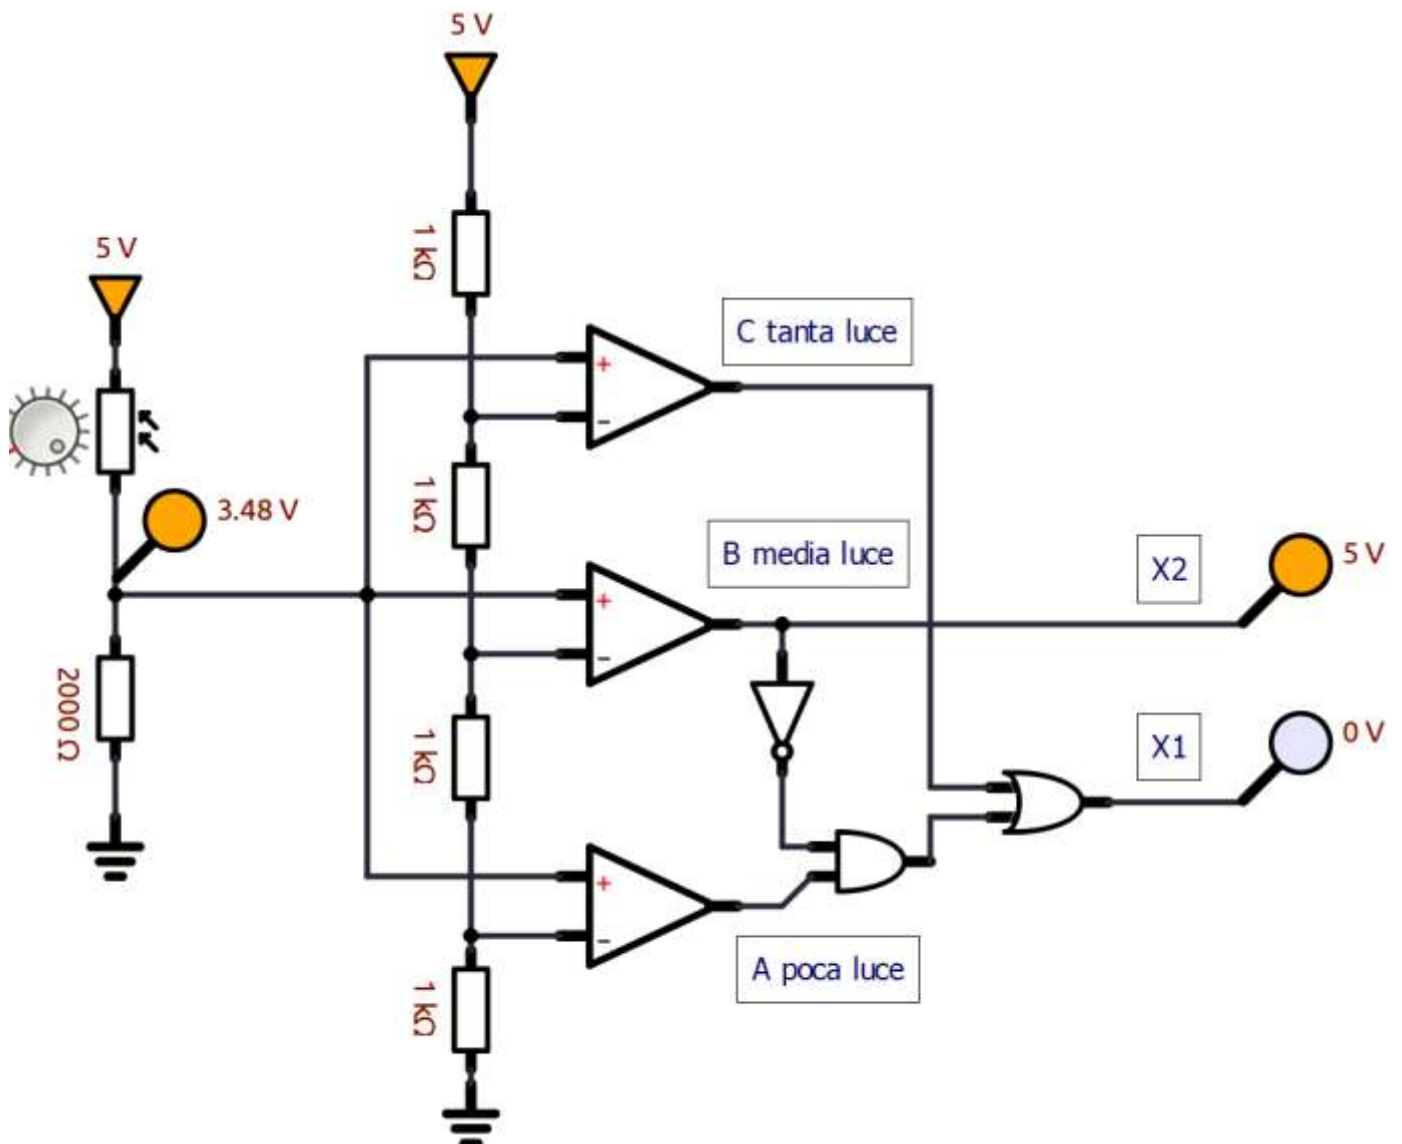 5 V
1 kΩ
5 V
C tanta luce
+
-
1 kΩ
3.48 V
B media luce
X2
5 V
+
-
2000 Ω
1 kΩ
X1
0 V
+
-
A poca luce
1 kΩ